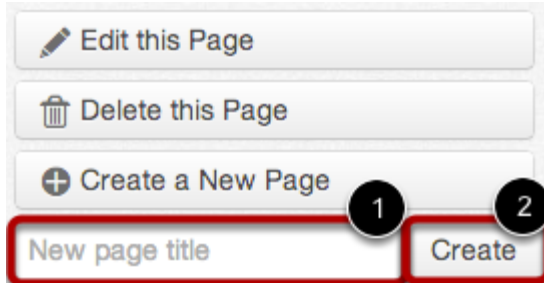 Edit this Page
Delete this Page
Create a New Page
1
2
New page title
Create